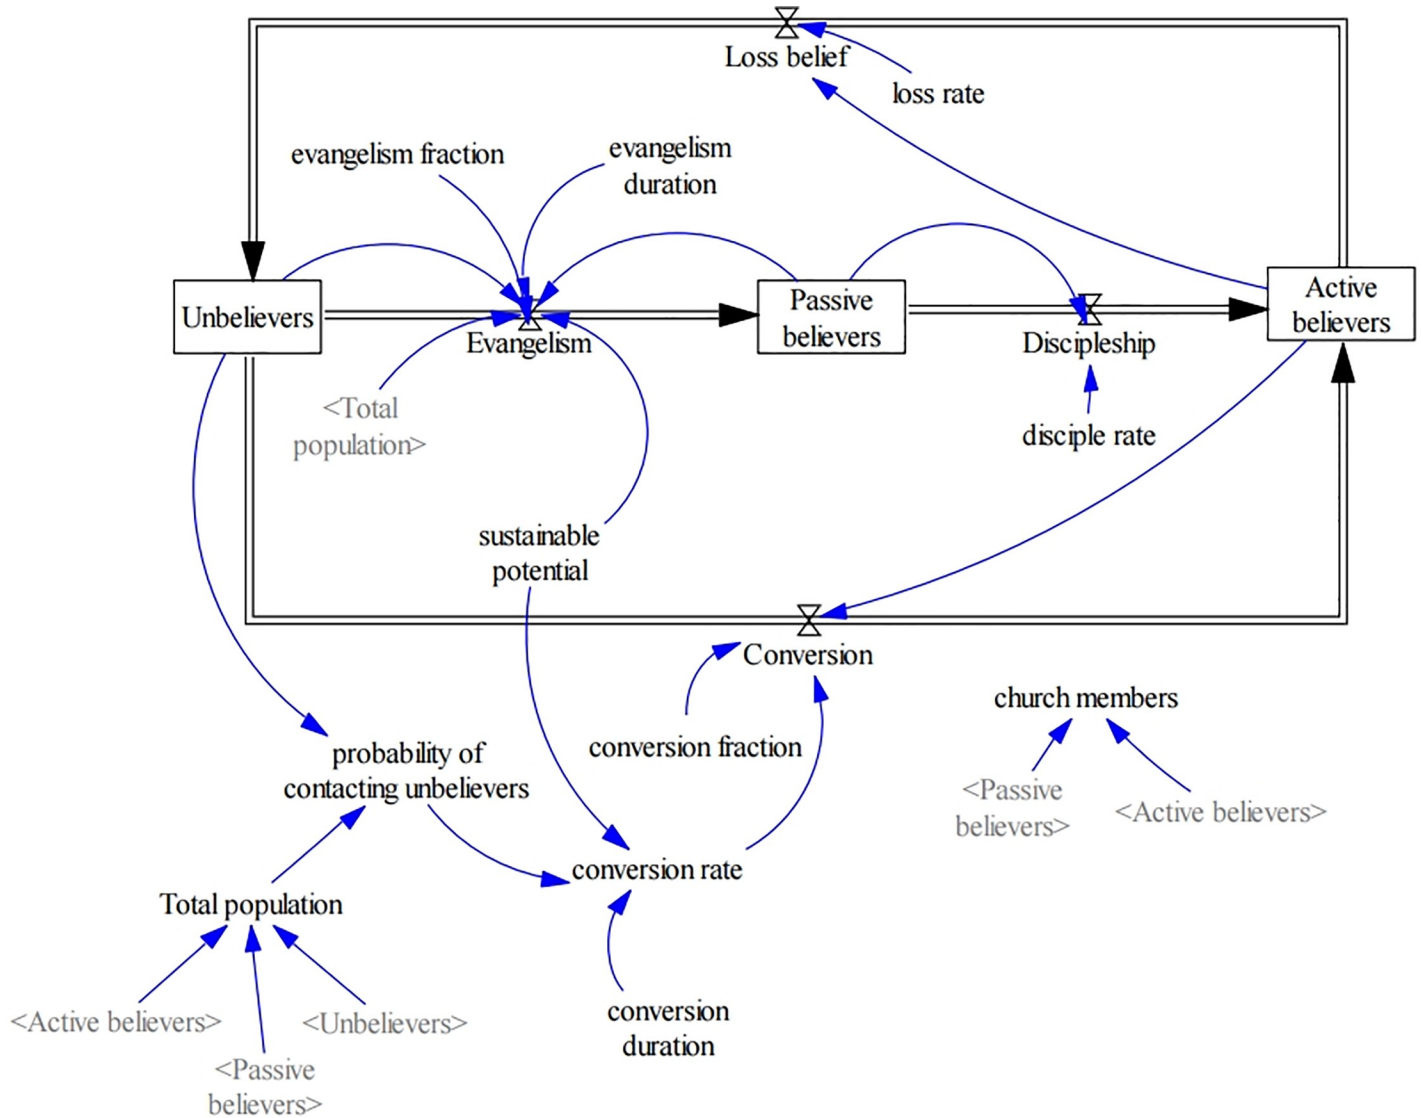 Loss belief
loss rate
evangelism fraction
evangelism
duration
Unbelievers
Evangelism
Passive
believers
Discipleship
Active
believers
<Total
population>
disciple rate
sustainable
potential
Conversion
conversion fraction
church members
probability of
contacting unbelievers
<Passive
believers>
<Active believers>
conversion rate
Total population
<Active believers>
<Unbelievers>
<Passive
believers>
conversion
duration